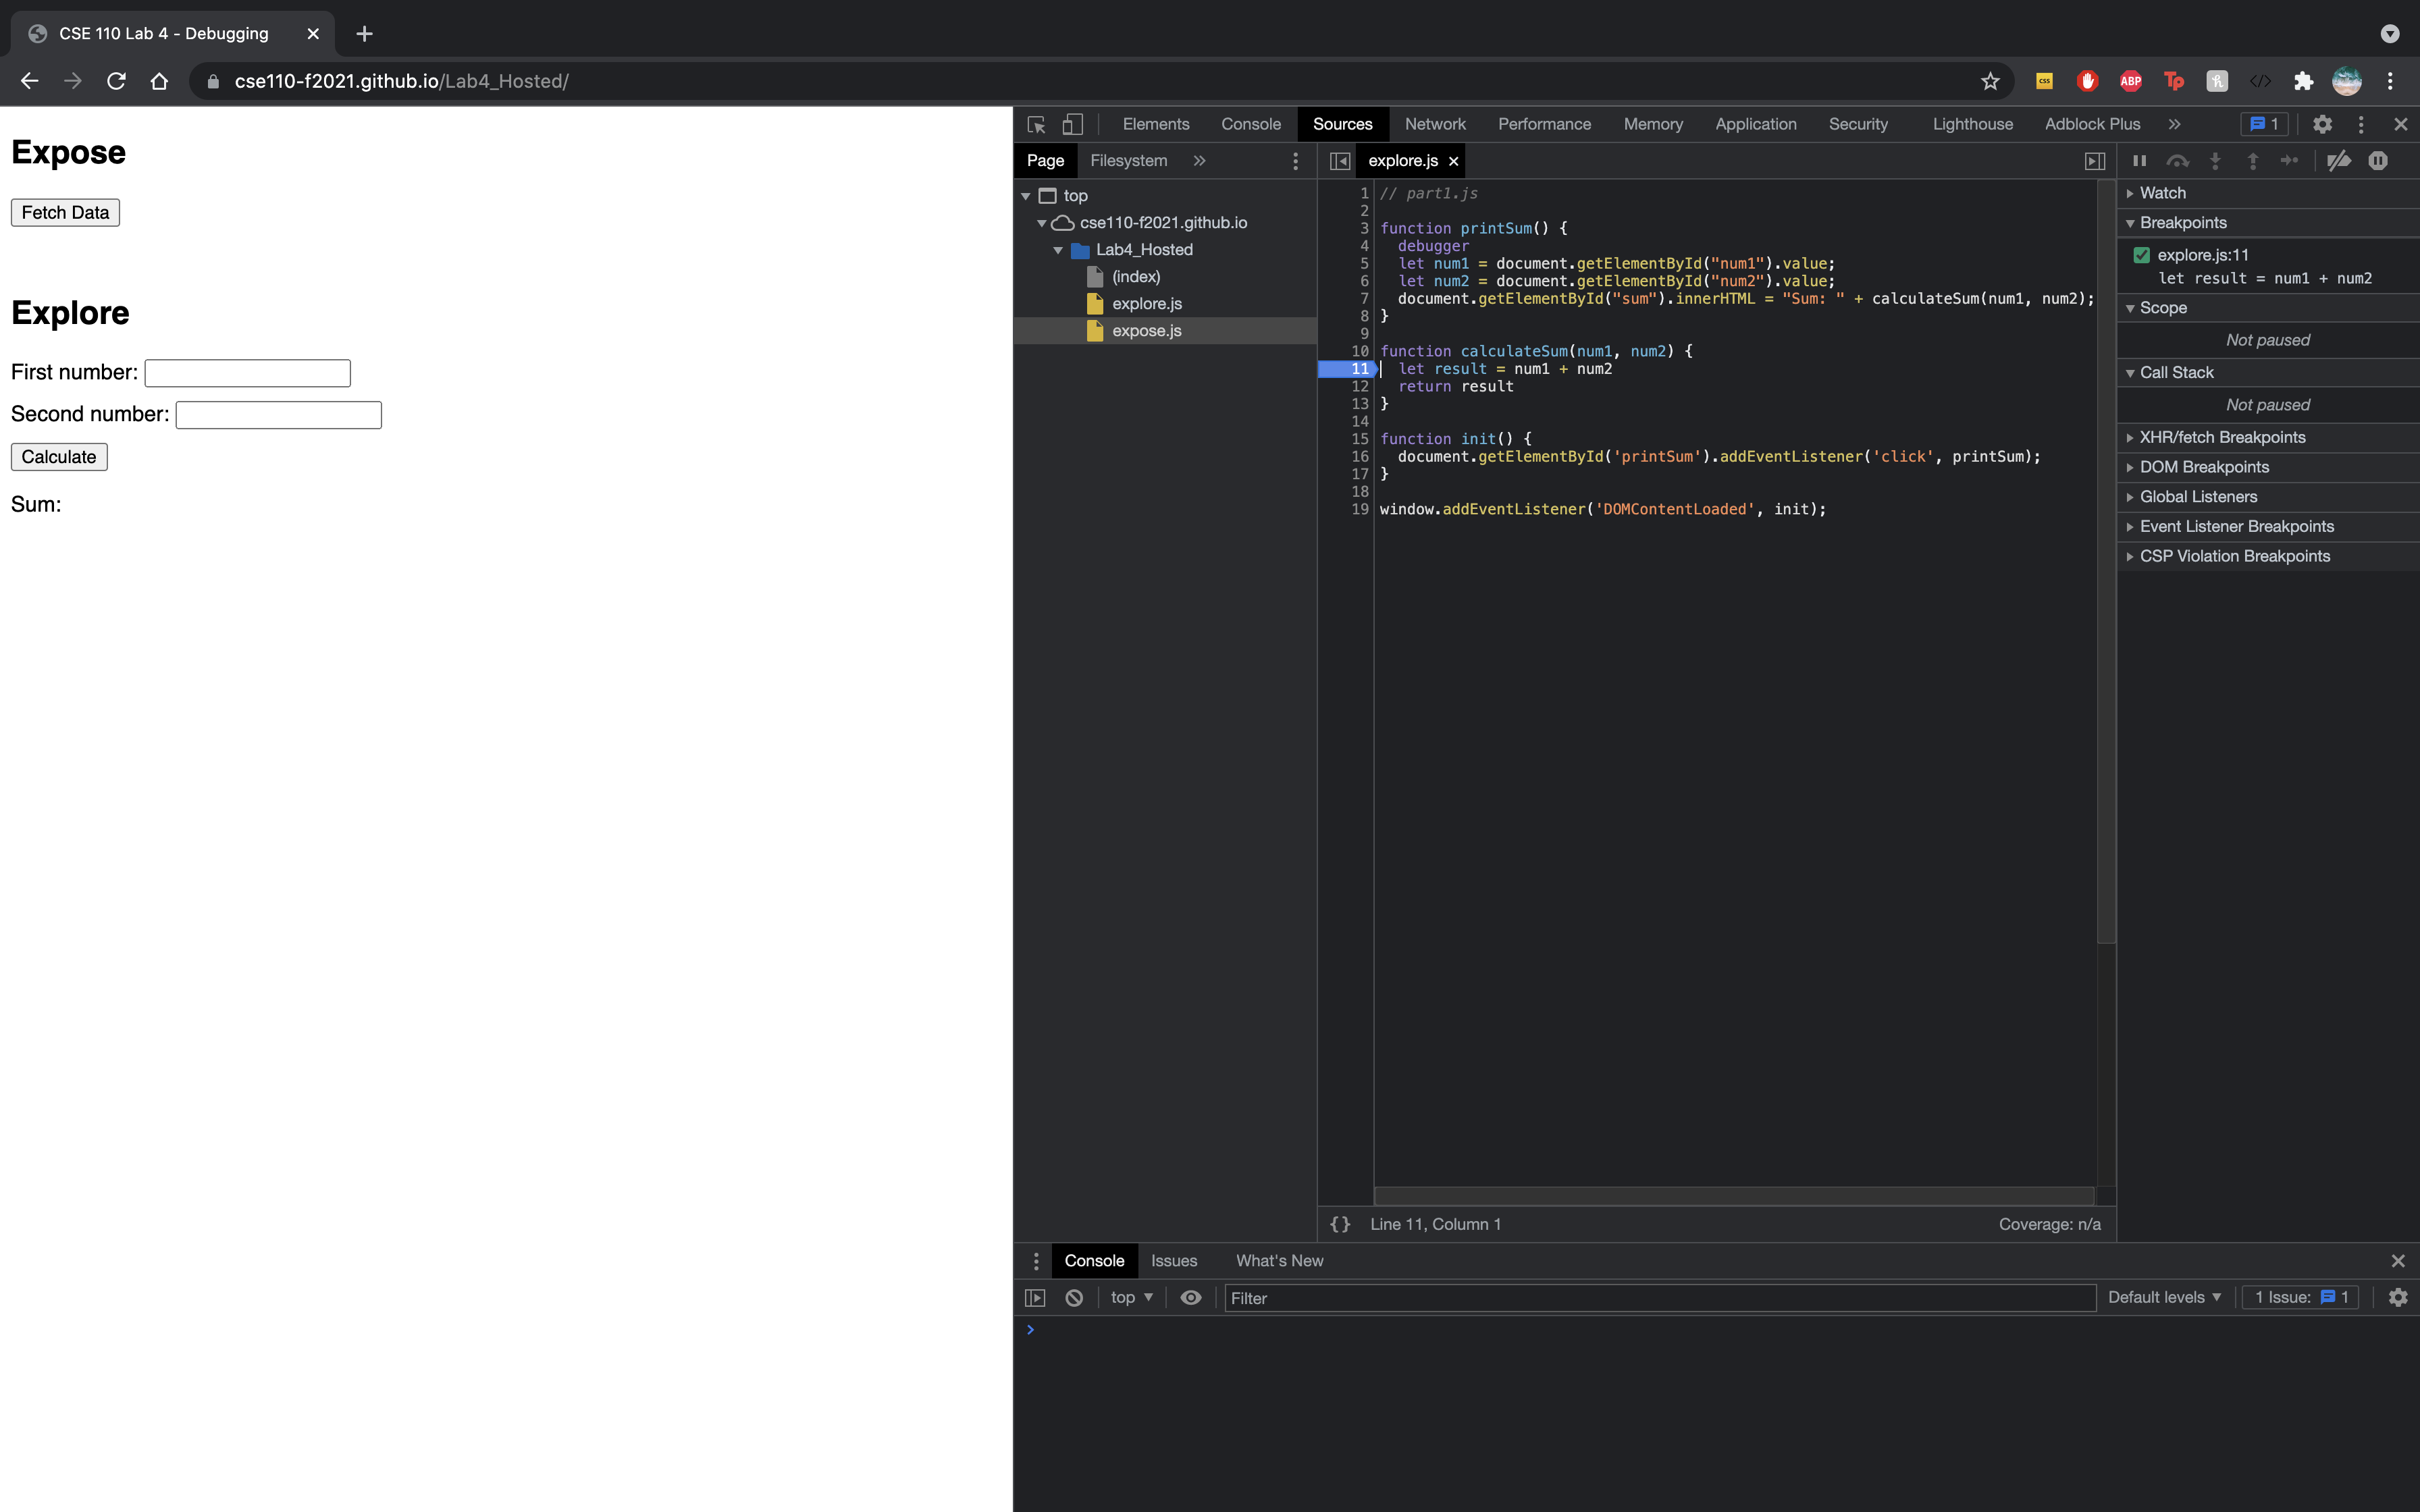 CSE 110 Lab 4 - Debugging
cse110-f2021.github.io/Lab4_Hosted/
css
ABP
Tp
h
Expose
Fetch Data
Explore
First number:
Second number:
Calculate
Sum:
Elements Console Sources Network Performance Memory Application Security Lighthouse Adblock Plus 1
Page Filesystem
top
cse110-f2021.github.io
Lab4_Hosted
(index)
explore.js
expose.js
explore.js
1 // part1.js
2
3 function printSum() {
4 debugger
5 let num1 = document.getElementById("num1").value;
6 let num2 = document.getElementById("num2").value;
7 document.getElementById("sum").innerHTML = "Sum: " + calculateSum(num1, num2);
8 }
9
10 function calculateSum(num1, num2) {
11 let result = num1 + num2
12 return result
13 }
14
15 function init() {
16 document.getElementById('printSum').addEventListener('click', printSum);
17 }
18
19 window.addEventListener('DOMContentLoaded', init);
{} Line 11, Column 1 Coverage: n/a
Watch
Breakpoints
explore.js:11
let result = num1 + num2
Scope
Not paused
Call Stack
Not paused
XHR/fetch Breakpoints
DOM Breakpoints
Global Listeners
Event Listener Breakpoints
CSP Violation Breakpoints
Console Issues What's New
top Filter Default levels 1 Issue: 1